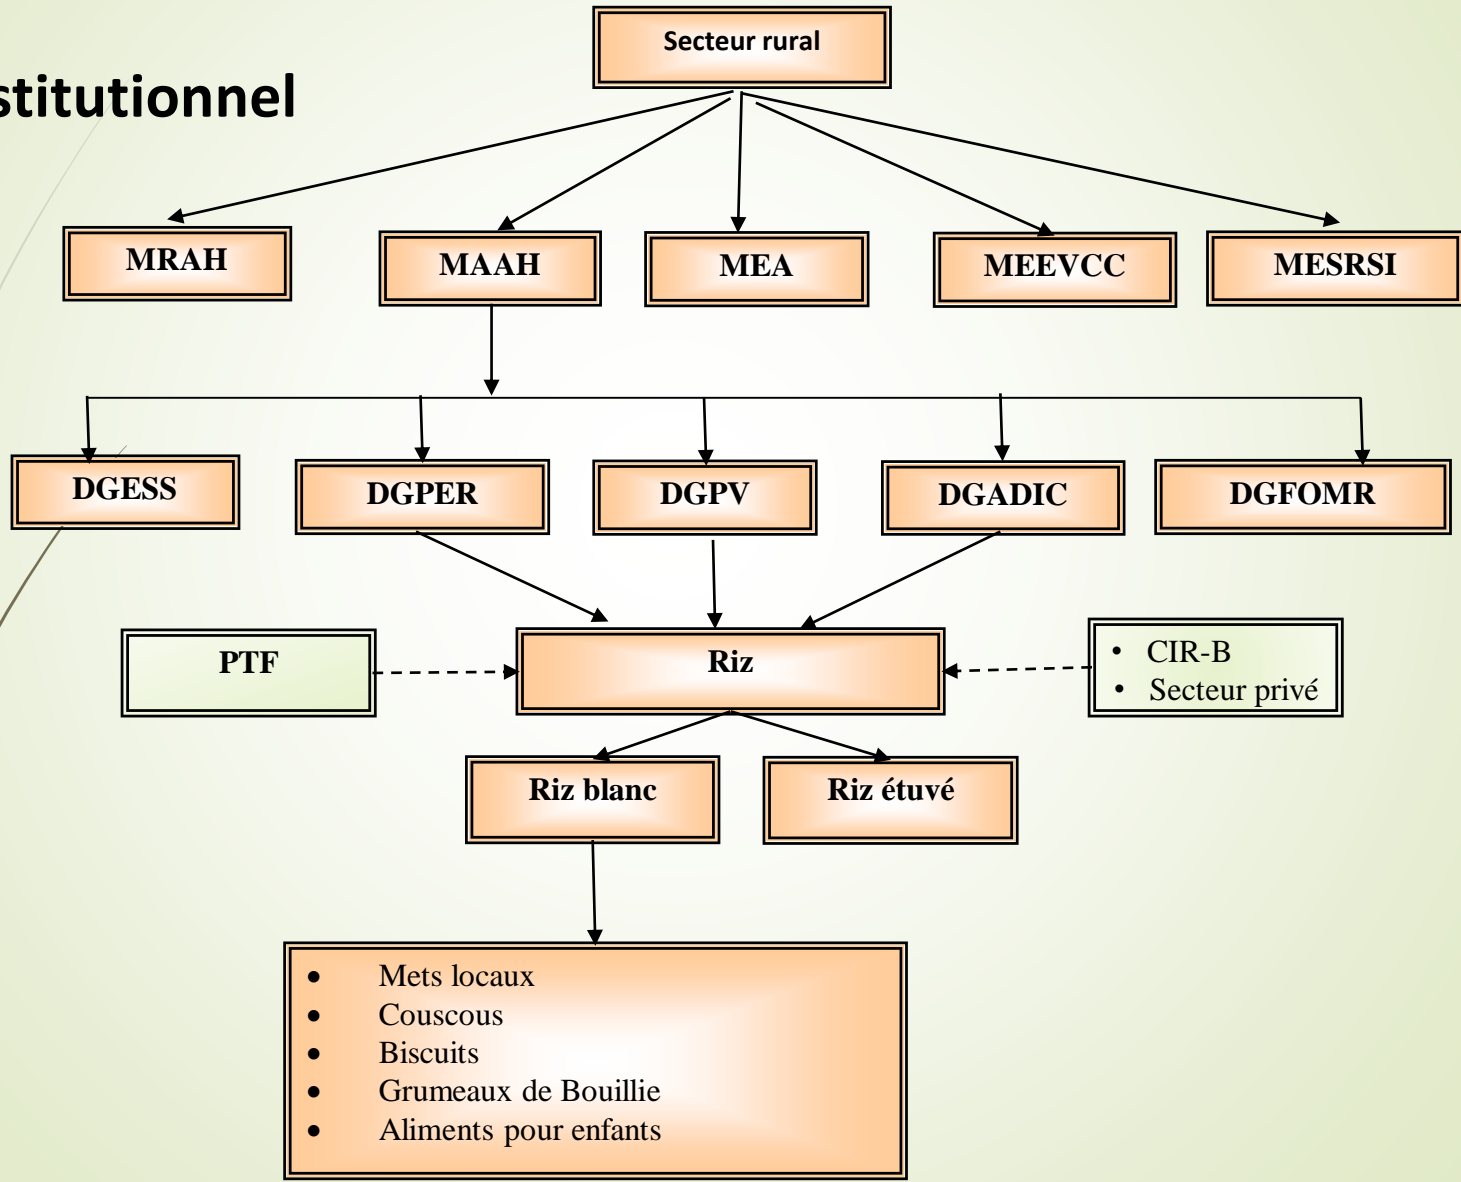 Secteur rural
stitutionnel
MRAH
MAAH
MEA
MEEVCC
MESRSI
DGESS
DGPER
DGPV
DGADIC
DGFOMR
PTF
Riz
• CIR-B
• Secteur privé
Riz blanc
Riz étuvé
• Mets locaux
• Couscous
• Biscuits
• Grumeaux de Bouillie
• Aliments pour enfants